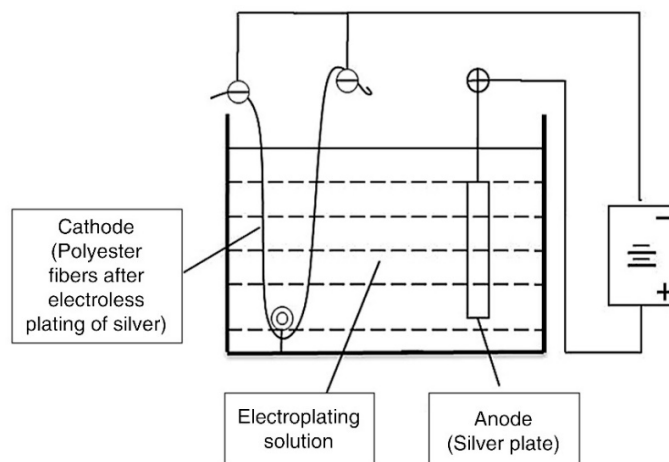 Cathode
(Polyester
fibers after
electroless
plating of silver)
Electroplating
solution
Anode
(Silver plate)
−
+